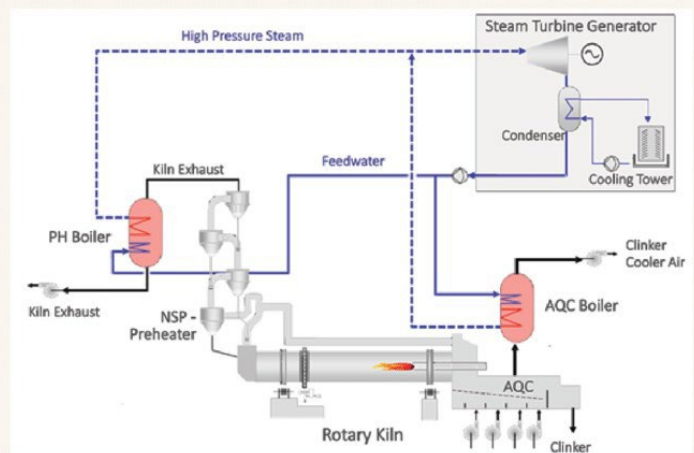 Steam Turbine Generator
High Pressure Steam
Condenser
Feedwater
Cooling Tower
Kiln Exhaust
PH Boiler
Clinker
Cooler Air
AQC Boiler
Kiln Exhaust
NSP -
Preheater
AQC
Rotary Kiln
Clinker